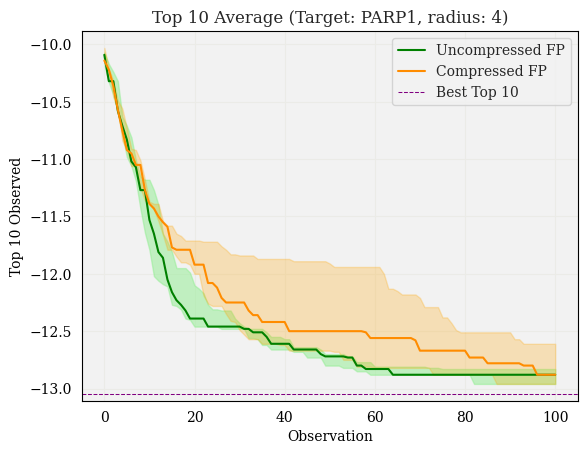 Top 10 Average (Target: PARP1, radius: 4)
Uncompressed FP
Compressed FP
Best Top 10
Top 10 Observed
−10.0
−10.5
−11.0
−11.5
−12.0
−12.5
−13.0
0 20 40 60 80 100
Observation